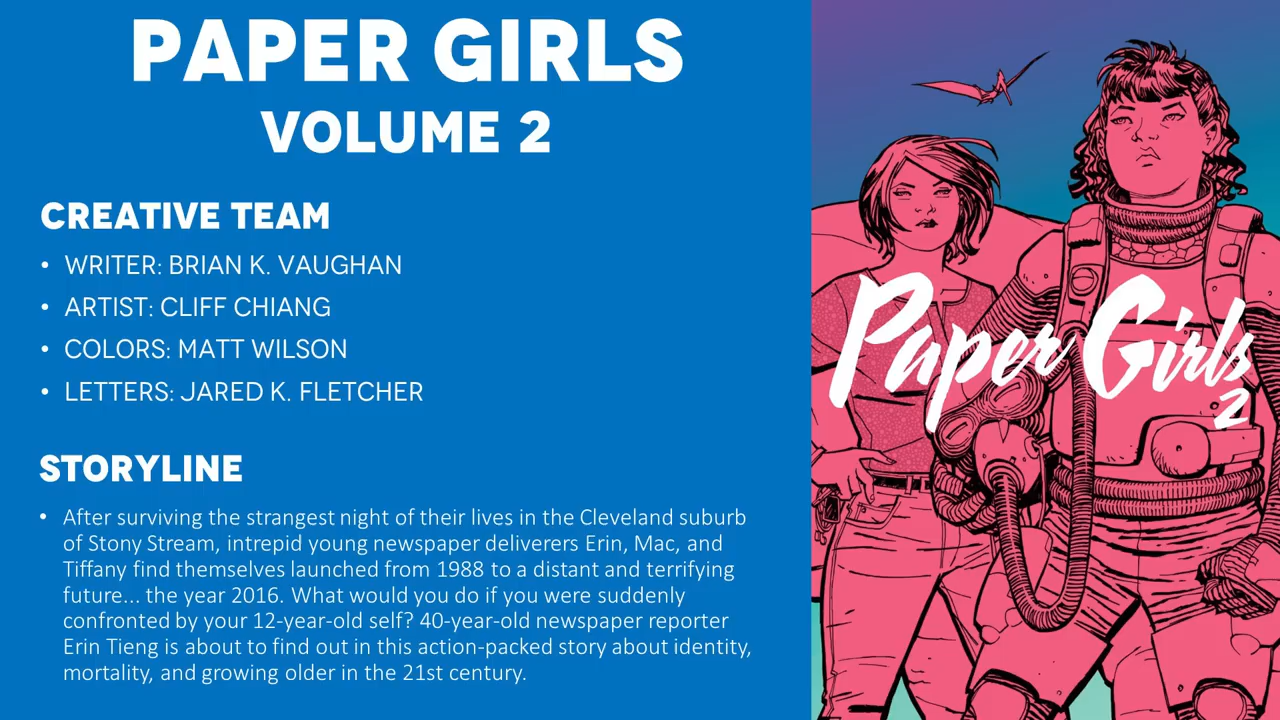 PAPER GIRLS
VOLUME 2
CREATIVE TEAM
• WRITER: BRIAN K. VAUGHAN
• ARTIST: CLIFF CHIANG
• COLORS: MATT WILSON
• LETTERS: JARED K. FLETCHER
STORYLINE
• After surviving the strangest night of their lives in the Cleveland suburb
of Stony Stream, intrepid young newspaper deliverers Erin, Mac, and
Tiffany find themselves launched from 1988 to a distant and terrifying
future... the year 2016. What would you do if you were suddenly
confronted by your 12-year-old self? 40-year-old newspaper reporter
Erin Tieng is about to find out in this action-packed story about identity,
mortality, and growing older in the 21st century.
Paper Girls
2